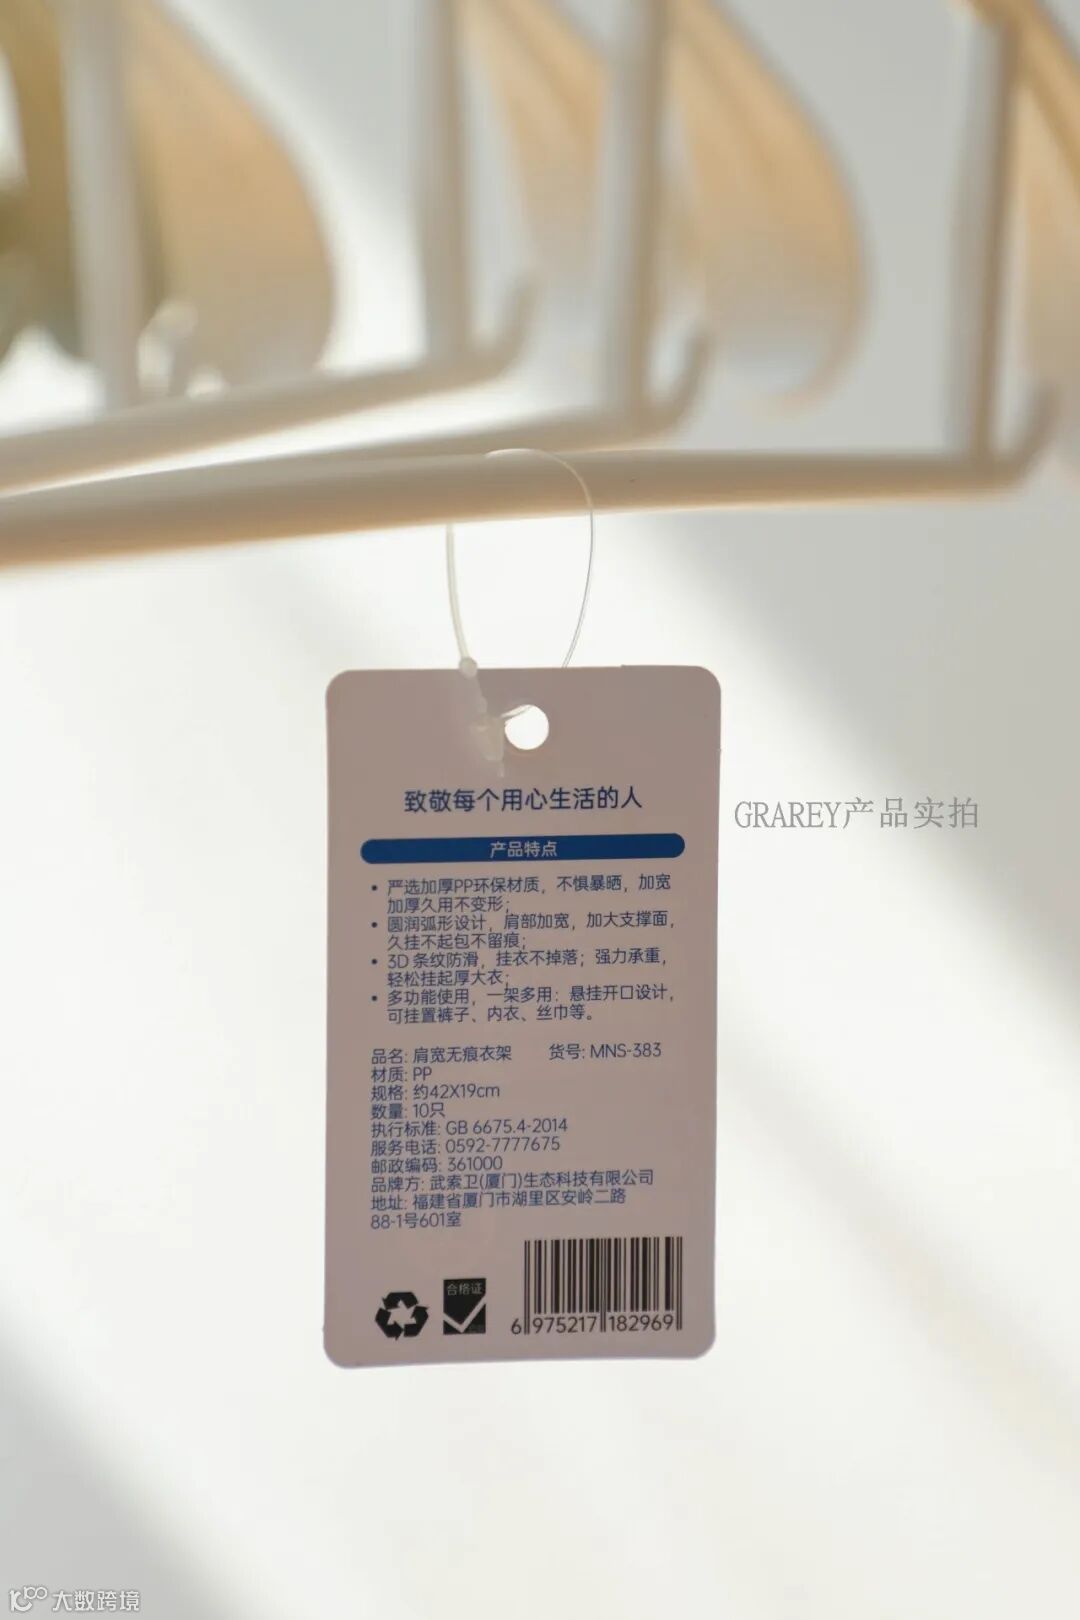 致敬每个用心生活的人
GRAREY产品实拍
产品特点
• 严选加厚PP环保材质，不惧暴晒，加宽
加厚久用不变形；
• 圆润弧形设计，肩部加宽，加大支撑面，
久挂不起包不留痕；
• 3D条纹防滑，挂衣不掉落；强力承重，
轻松挂起厚大衣；
• 多功能使用，一架多用：悬挂开口设计，
可挂置裤子、内衣、丝巾等。
品名: 肩宽无痕衣架 货号: MNS-383
材质: PP
规格: 约42X19cm
数量: 10只
执行标准: GB 6675.4-2014
服务电话: 0592-7777675
邮政编码: 361000
品牌方: 武索卫(厦门)生态科技有限公司
地址: 福建省厦门市湖里区安岭二路
88-1号601室
合格证
6 975217 182969
大数跨境